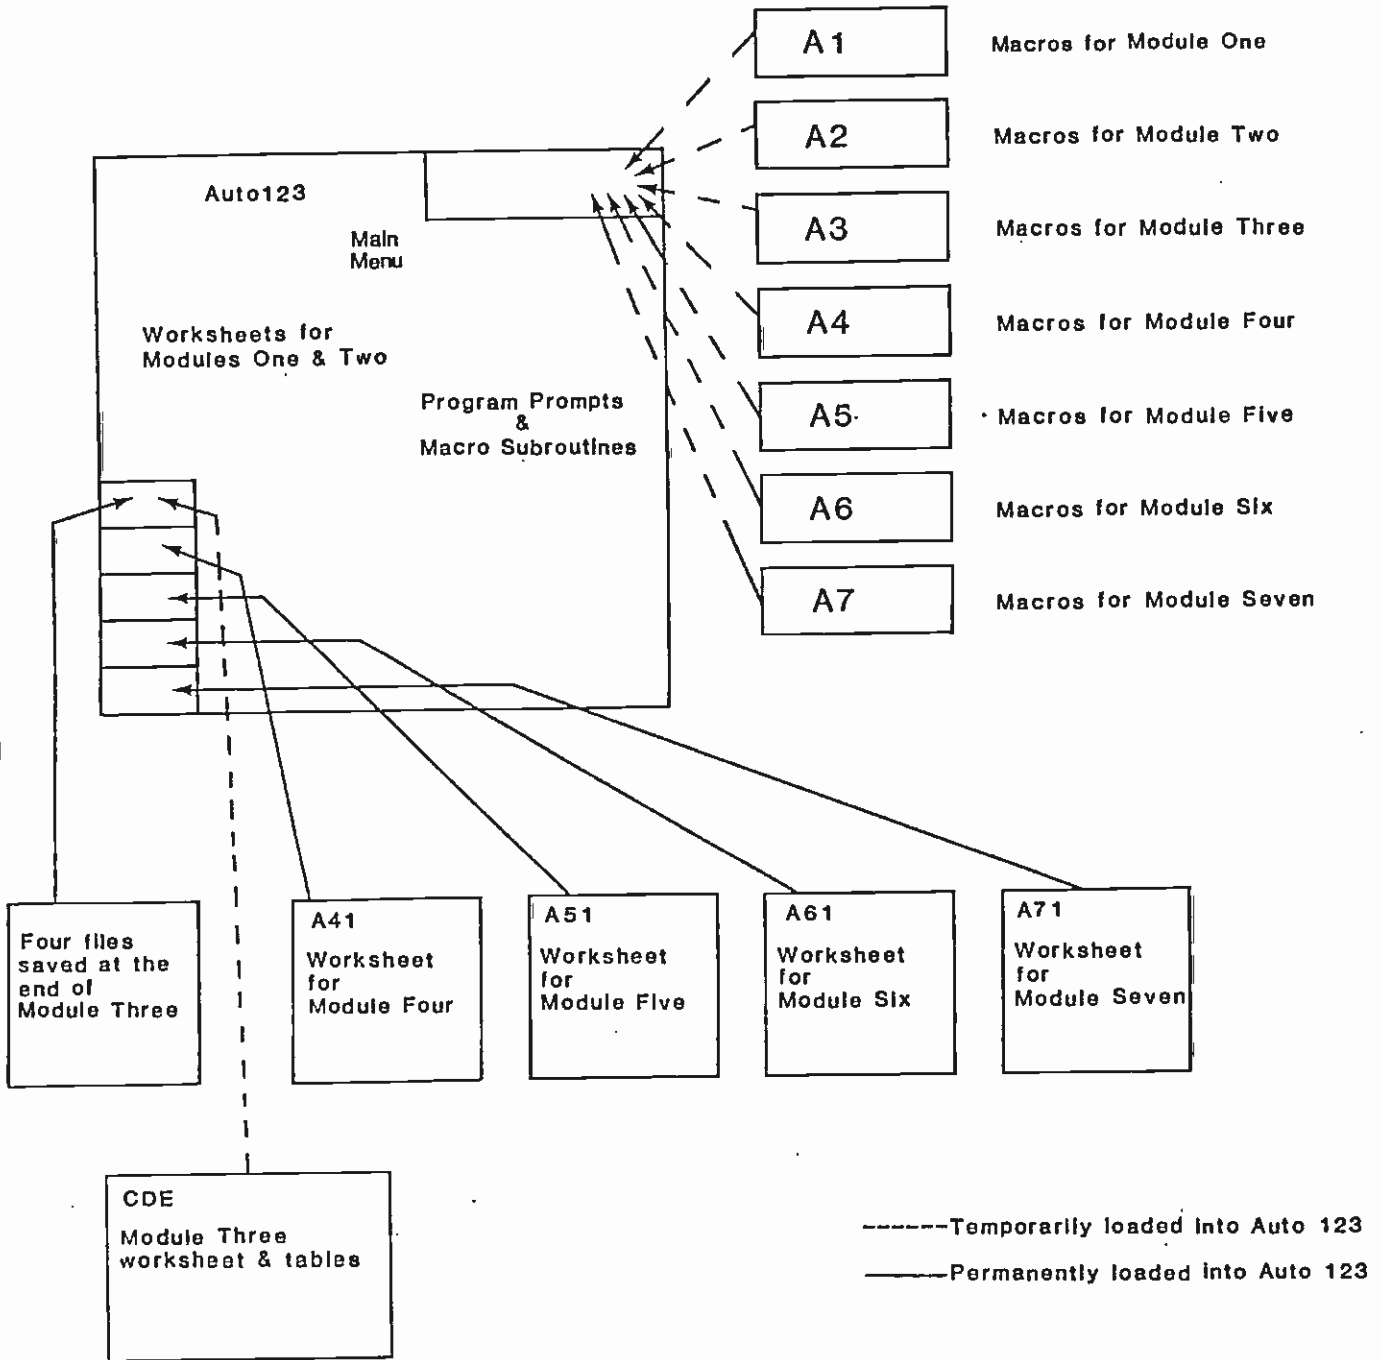 A1
Macros for Module One
A2
Macros for Module Two
Auto123
A3
Macros for Module Three
Main
Menu
A4
Macros for Module Four
Worksheets for
Modules One & Two
Program Prompts
&
Macro Subroutines
A5
Macros for Module Five
A6
Macros for Module Six
A7
Macros for Module Seven
Four files
saved at the
end of
Module Three
A41
Worksheet
for
Module Four
A51
Worksheet
for
Module Five
A61
Worksheet
for
Module Six
A71
Worksheet
for
Module Seven
CDE
Module Three
worksheet & tables
Temporarily loaded into Auto 123
Permanently loaded into Auto 123